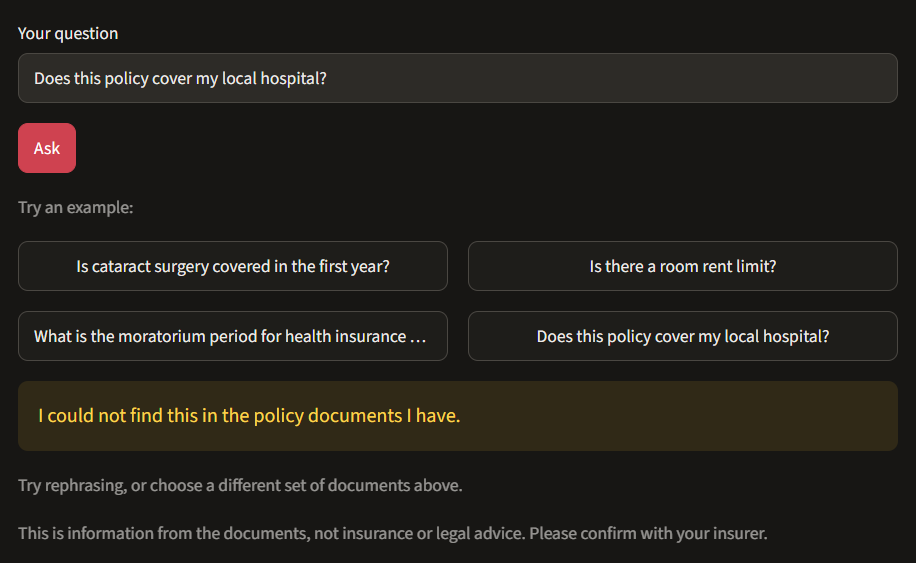 Your question
Does this policy cover my local hospital?
Ask
Try an example:
Is cataract surgery covered in the first year?
Is there a room rent limit?
What is the moratorium period for health insurance …
Does this policy cover my local hospital?
I could not find this in the policy documents I have.
Try rephrasing, or choose a different set of documents above.
This is information from the documents, not insurance or legal advice. Please confirm with your insurer.